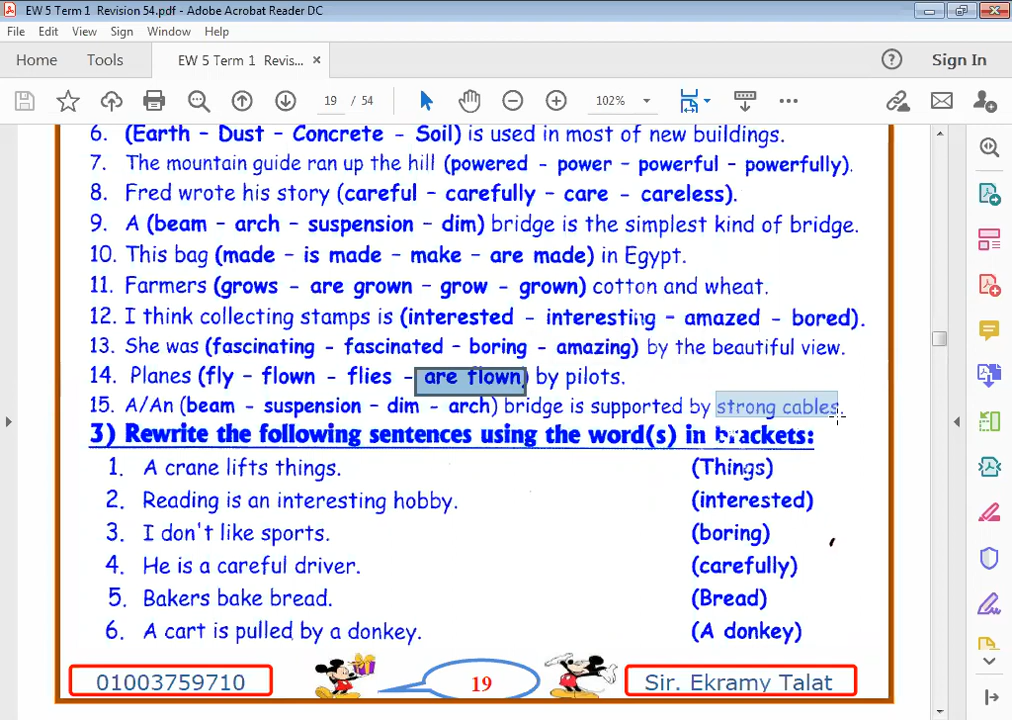 EW 5 Term 1 Revision 54.pdf - Adobe Acrobat Reader DC
File Edit View Sign Window Help
Home Tools EW 5 Term 1 Revis... × ? Sign In
19 / 54 102%
6. (Earth - Dust - Concrete - Soil) is used in most of new buildings.
7. The mountain guide ran up the hill (powered - power - powerful - powerfully).
8. Fred wrote his story (careful - carefully - care - careless).
9. A (beam - arch - suspension - dim) bridge is the simplest kind of bridge.
10. This bag (made - is made - make - are made) in Egypt.
11. Farmers (grows - are grown - grow - grown) cotton and wheat.
12. I think collecting stamps is (interested - interesting - amazed - bored).
13. She was (fascinating - fascinated - boring - amazing) by the beautiful view.
14. Planes (fly - flown - flies - are flown) by pilots.
15. A/An (beam - suspension - dim - arch) bridge is supported by strong cables.
3) Rewrite the following sentences using the word(s) in brackets:
1. A crane lifts things. (Things)
2. Reading is an interesting hobby. (interested)
3. I don't like sports. (boring)
4. He is a careful driver. (carefully)
5. Bakers bake bread. (Bread)
6. A cart is pulled by a donkey. (A donkey)
01003759710 19 Sir. Ekramy Talat